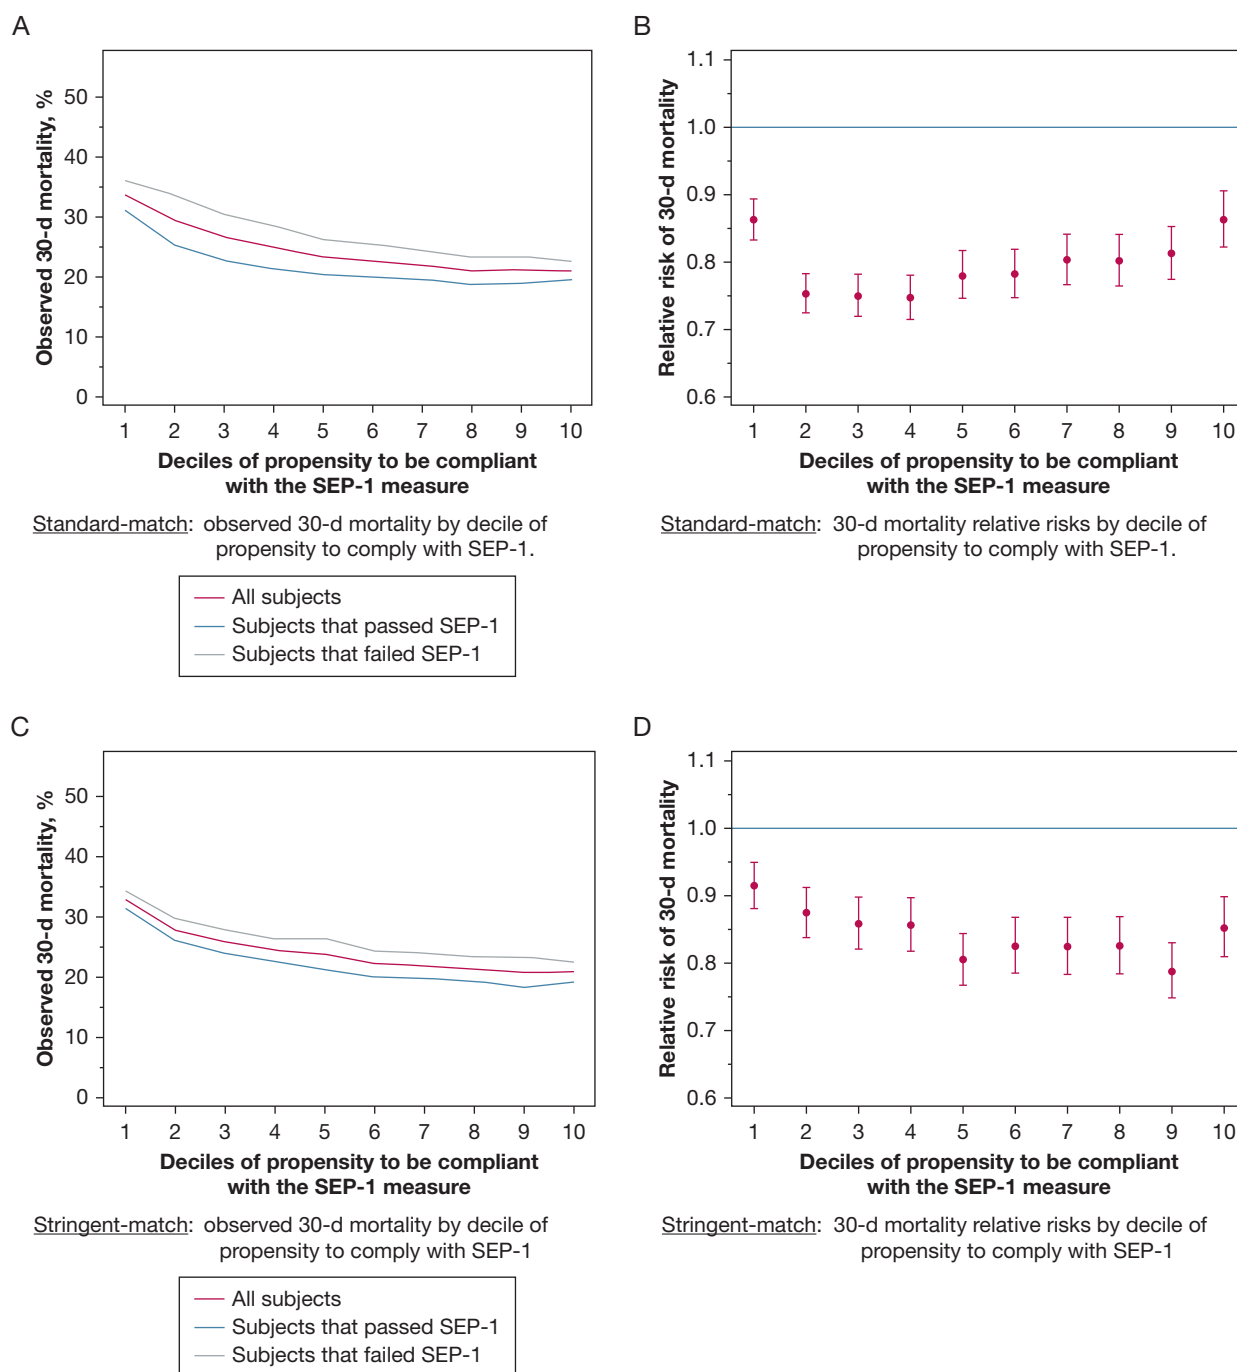 A
Observed 30-d mortality, %
50
40
30
20
10
0
1 2 3 4 5 6 7 8 9 10
Deciles of propensity to be compliant
with the SEP-1 measure
Standard-match: observed 30-d mortality by decile of
propensity to comply with SEP-1.
All subjects
Subjects that passed SEP-1
Subjects that failed SEP-1
B
Relative risk of 30-d mortality
1.1
1.0
0.9
0.8
0.7
0.6
1 2 3 4 5 6 7 8 9 10
Deciles of propensity to be compliant
with the SEP-1 measure
Standard-match: 30-d mortality relative risks by decile of
propensity to comply with SEP-1.
C
Observed 30-d mortality, %
50
40
30
20
10
0
1 2 3 4 5 6 7 8 9 10
Deciles of propensity to be compliant
with the SEP-1 measure
Stringent-match: observed 30-d mortality by decile of
propensity to comply with SEP-1
All subjects
Subjects that passed SEP-1
Subjects that failed SEP-1
D
Relative risk of 30-d mortality
1.1
1.0
0.9
0.8
0.7
0.6
1 2 3 4 5 6 7 8 9 10
Deciles of propensity to be compliant
with the SEP-1 measure
Stringent-match: 30-d mortality relative risks by decile of
propensity to comply with SEP-1